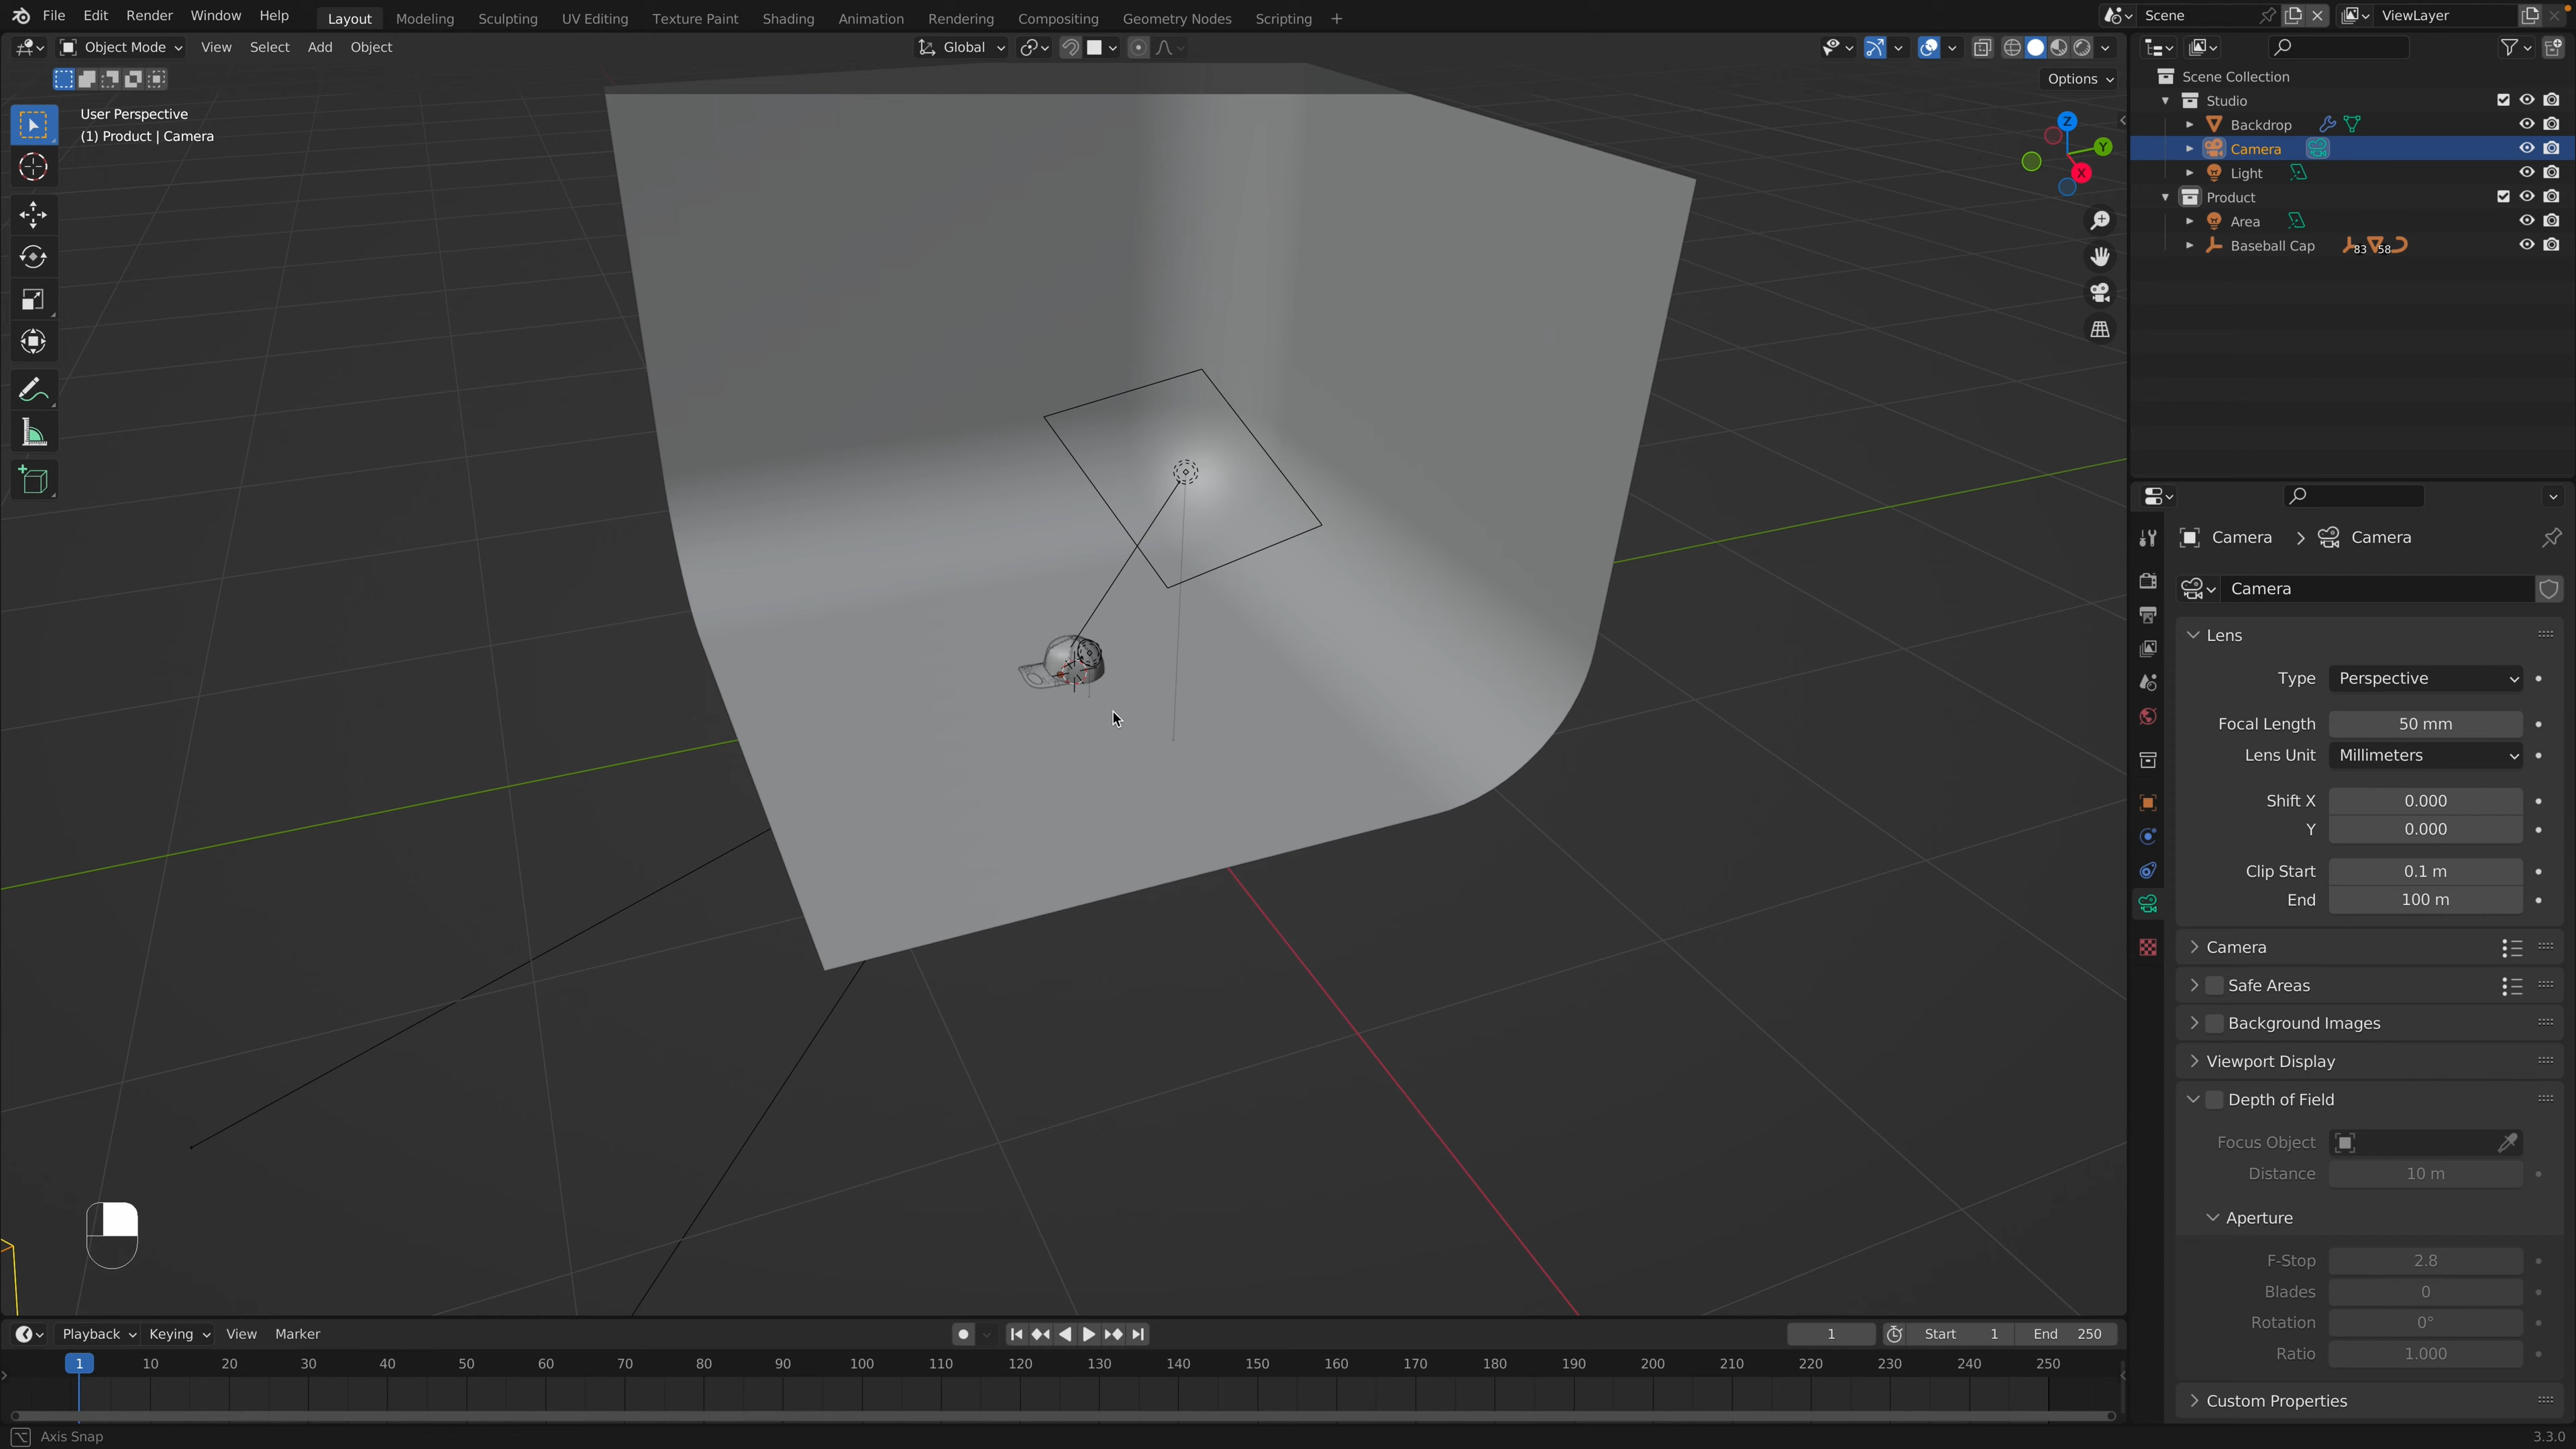 File Edit Render Window Help Layout Modeling Sculpting UV Editing Texture Paint Shading Animation Rendering Compositing Geometry Nodes Scripting + Scene ViewLayer
Object Mode View Select Add Object Global
Options
User Perspective
(1) Product | Camera
Z
Y
X
Scene Collection
Studio
Backdrop
Camera
Light
Product
Area
Baseball Cap 83 58
Camera > Camera
Camera
Lens
Type Perspective
Focal Length 50 mm
Lens Unit Millimeters
Shift X 0.000
Y 0.000
Clip Start 0.1 m
End 100 m
Camera
Safe Areas
Background Images
Viewport Display
Depth of Field
Focus Object
Distance 10 m
Aperture
F-Stop 2.8
Blades 0
Rotation 0°
Ratio 1.000
Custom Properties
Playback Keying View Marker 1 Start 1 End 250
1 10 20 30 40 50 60 70 80 90 100 110 120 130 140 150 160 170 180 190 200 210 220 230 240 250
Axis Snap
3.3.0